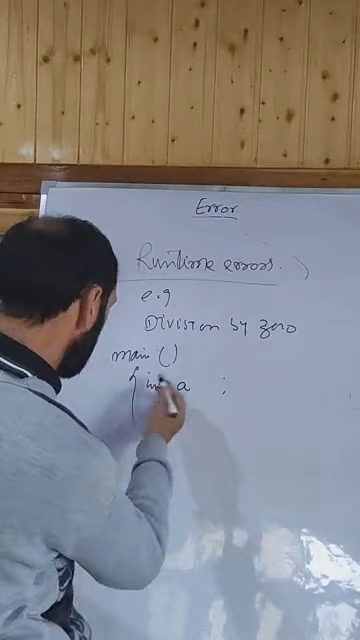 Error
Runtime errors.
e.g
Division by zero
main ()
{ int a ;